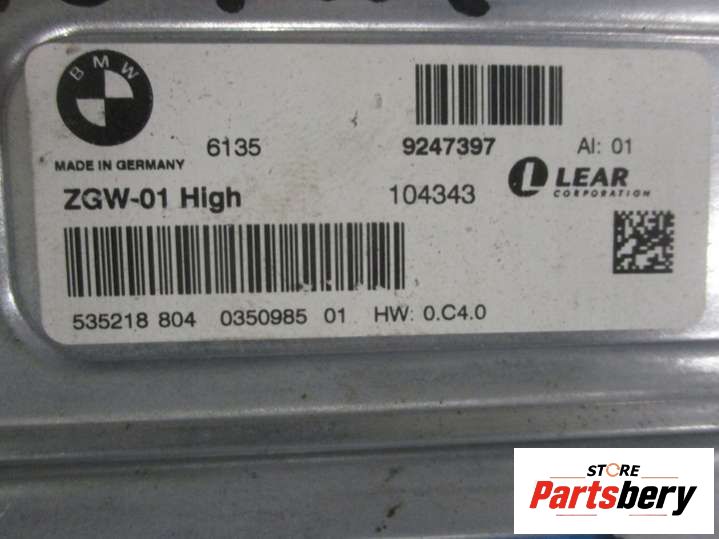 BMW
6135 9247397 AI: 01
MADE IN GERMANY
ZGW-01 High 104343 LEAR
CORPORATION
535218 804 0350985 01 HW: 0.C4.0
STORE
Partsbery